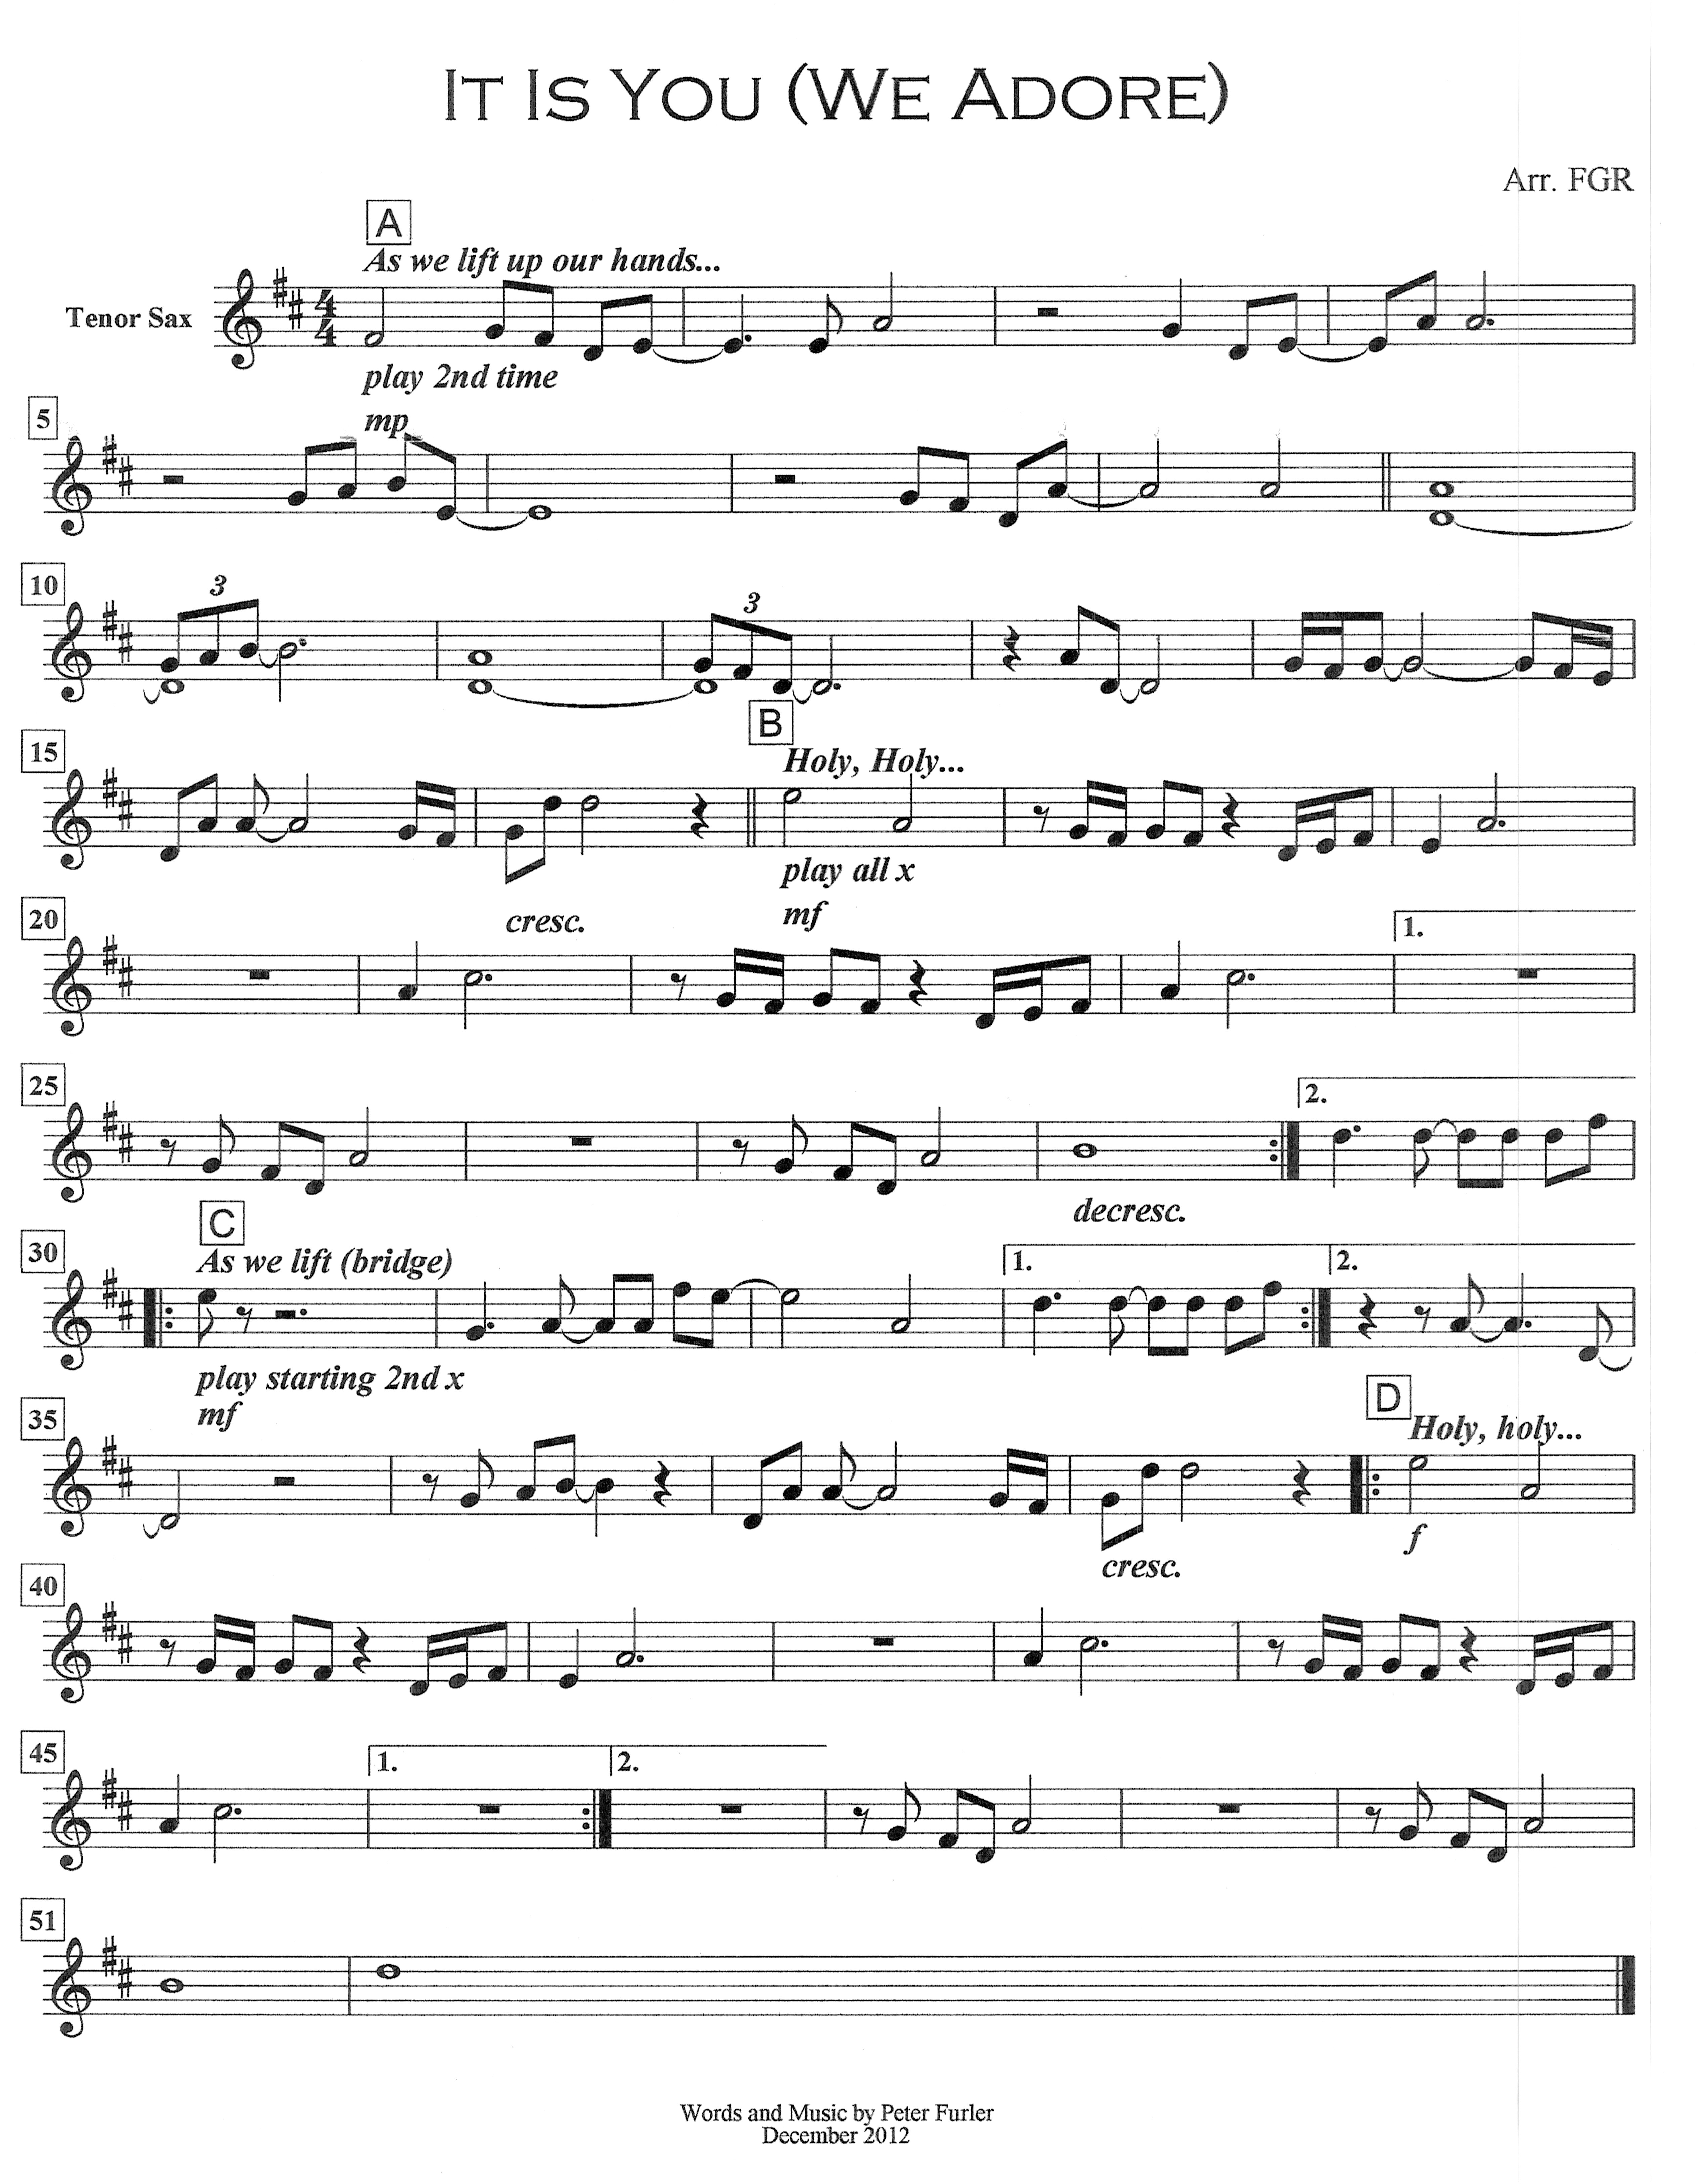 IT IS YOU (WE ADORE)
Arr. FGR
A
As we lift up our hands...
Tenor Sax
4
4
play 2nd time
mp
5
10
3
3
15
B
Holy, Holy...
play all x
mf
cresc.
20
1.
25
2.
decresc.
C
30
As we lift (bridge)
1.
2.
play starting 2nd x
mf
35
D
Holy, holy...
f
cresc.
40
45
1.
2.
51
Words and Music by Peter Furler
December 2012